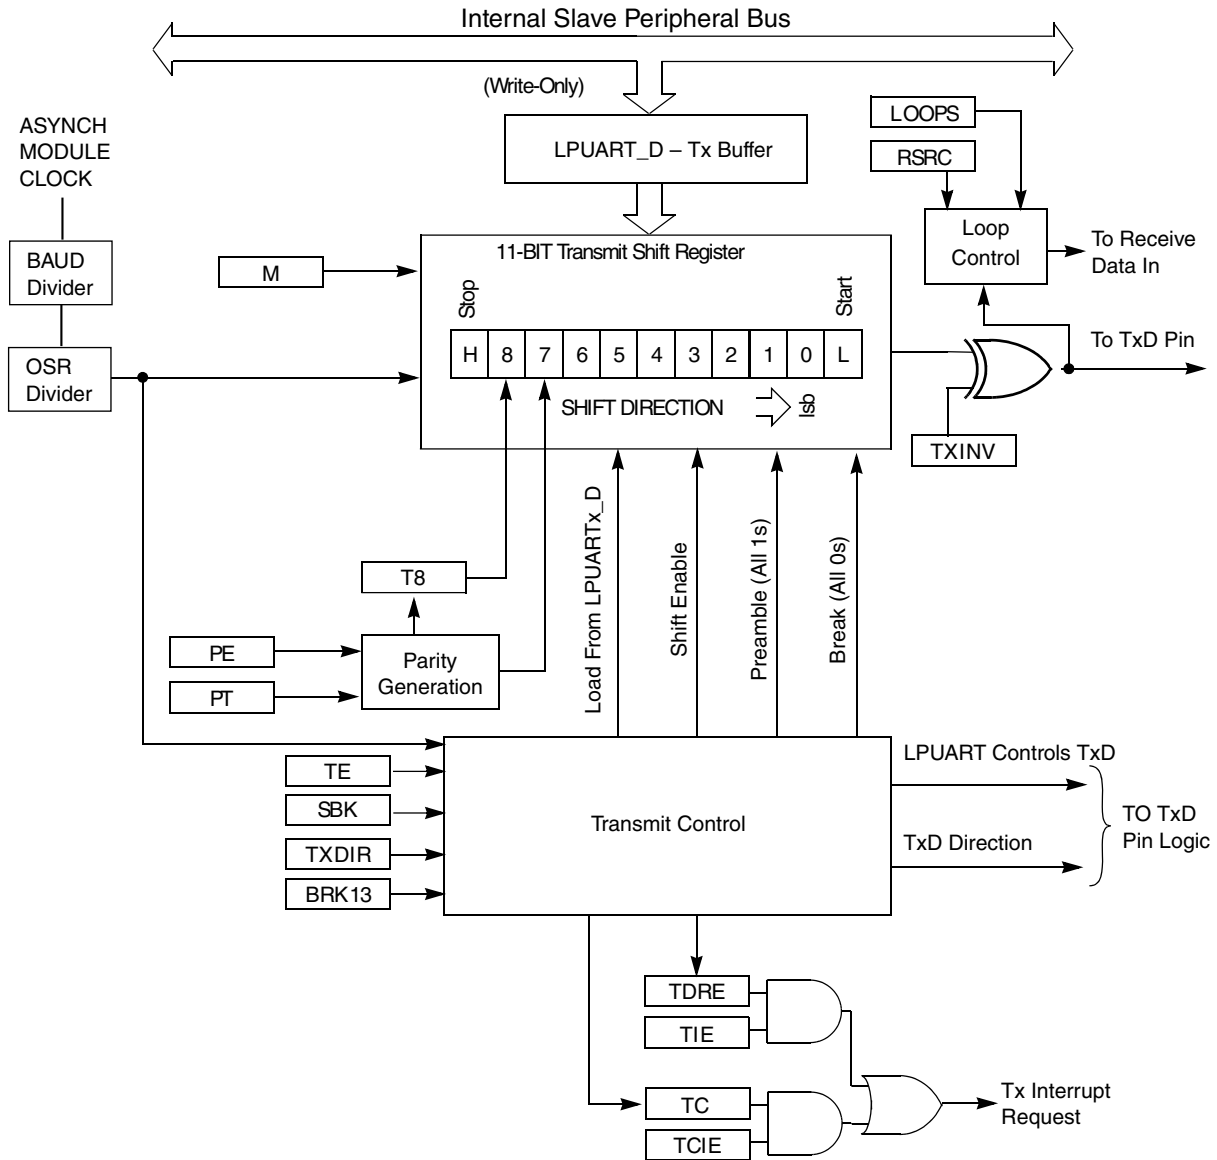 Internal Slave Peripheral Bus
(Write-Only)
LPUART_D – Tx Buffer
ASYNCH
MODULE
CLOCK
BAUD
Divider
OSR
Divider
M
11-BIT Transmit Shift Register
Stop
Start
H 8 7 6 5 4 3 2 1 0 L
SHIFT DIRECTION
lsb
LOOPS
RSRC
Loop
Control
To Receive
Data In
To TxD Pin
TXINV
T8
PE
PT
Parity
Generation
Load From LPUARTx_D
Shift Enable
Preamble (All 1s)
Break (All 0s)
TE
SBK
TXDIR
BRK13
Transmit Control
LPUART Controls TxD
TxD Direction
TO TxD
Pin Logic
TDRE
TIE
TC
TCIE
Tx Interrupt
Request